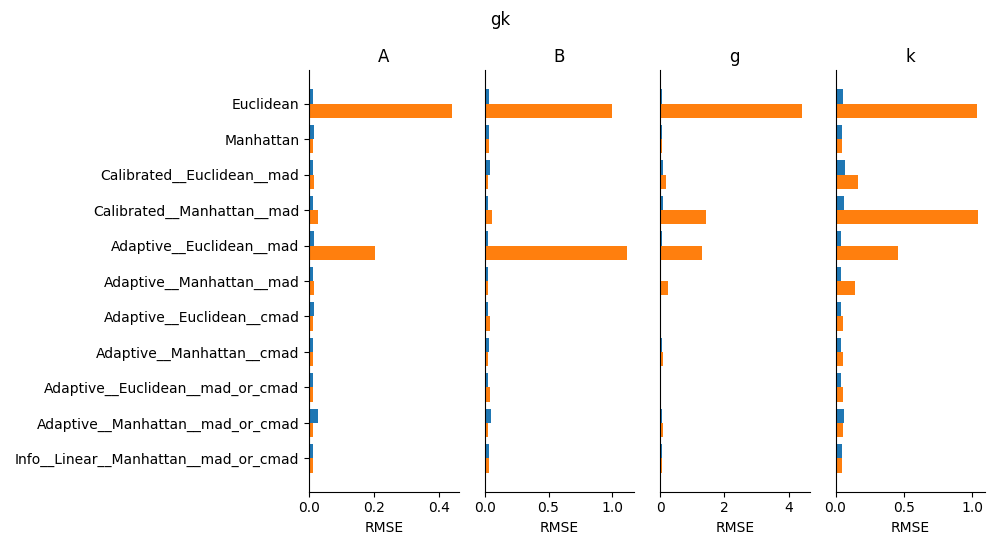 gk
A B g k
Euclidean
Manhattan
Calibrated__Euclidean__mad
Calibrated__Manhattan__mad
Adaptive__Euclidean__mad
Adaptive__Manhattan__mad
Adaptive__Euclidean__cmad
Adaptive__Manhattan__cmad
Adaptive__Euclidean__mad_or_cmad
Adaptive__Manhattan__mad_or_cmad
Info__Linear__Manhattan__mad_or_cmad
0.0 0.2 0.4 0.0 0.5 1.0 0 2 4 0.0 0.5 1.0
RMSE RMSE RMSE RMSE